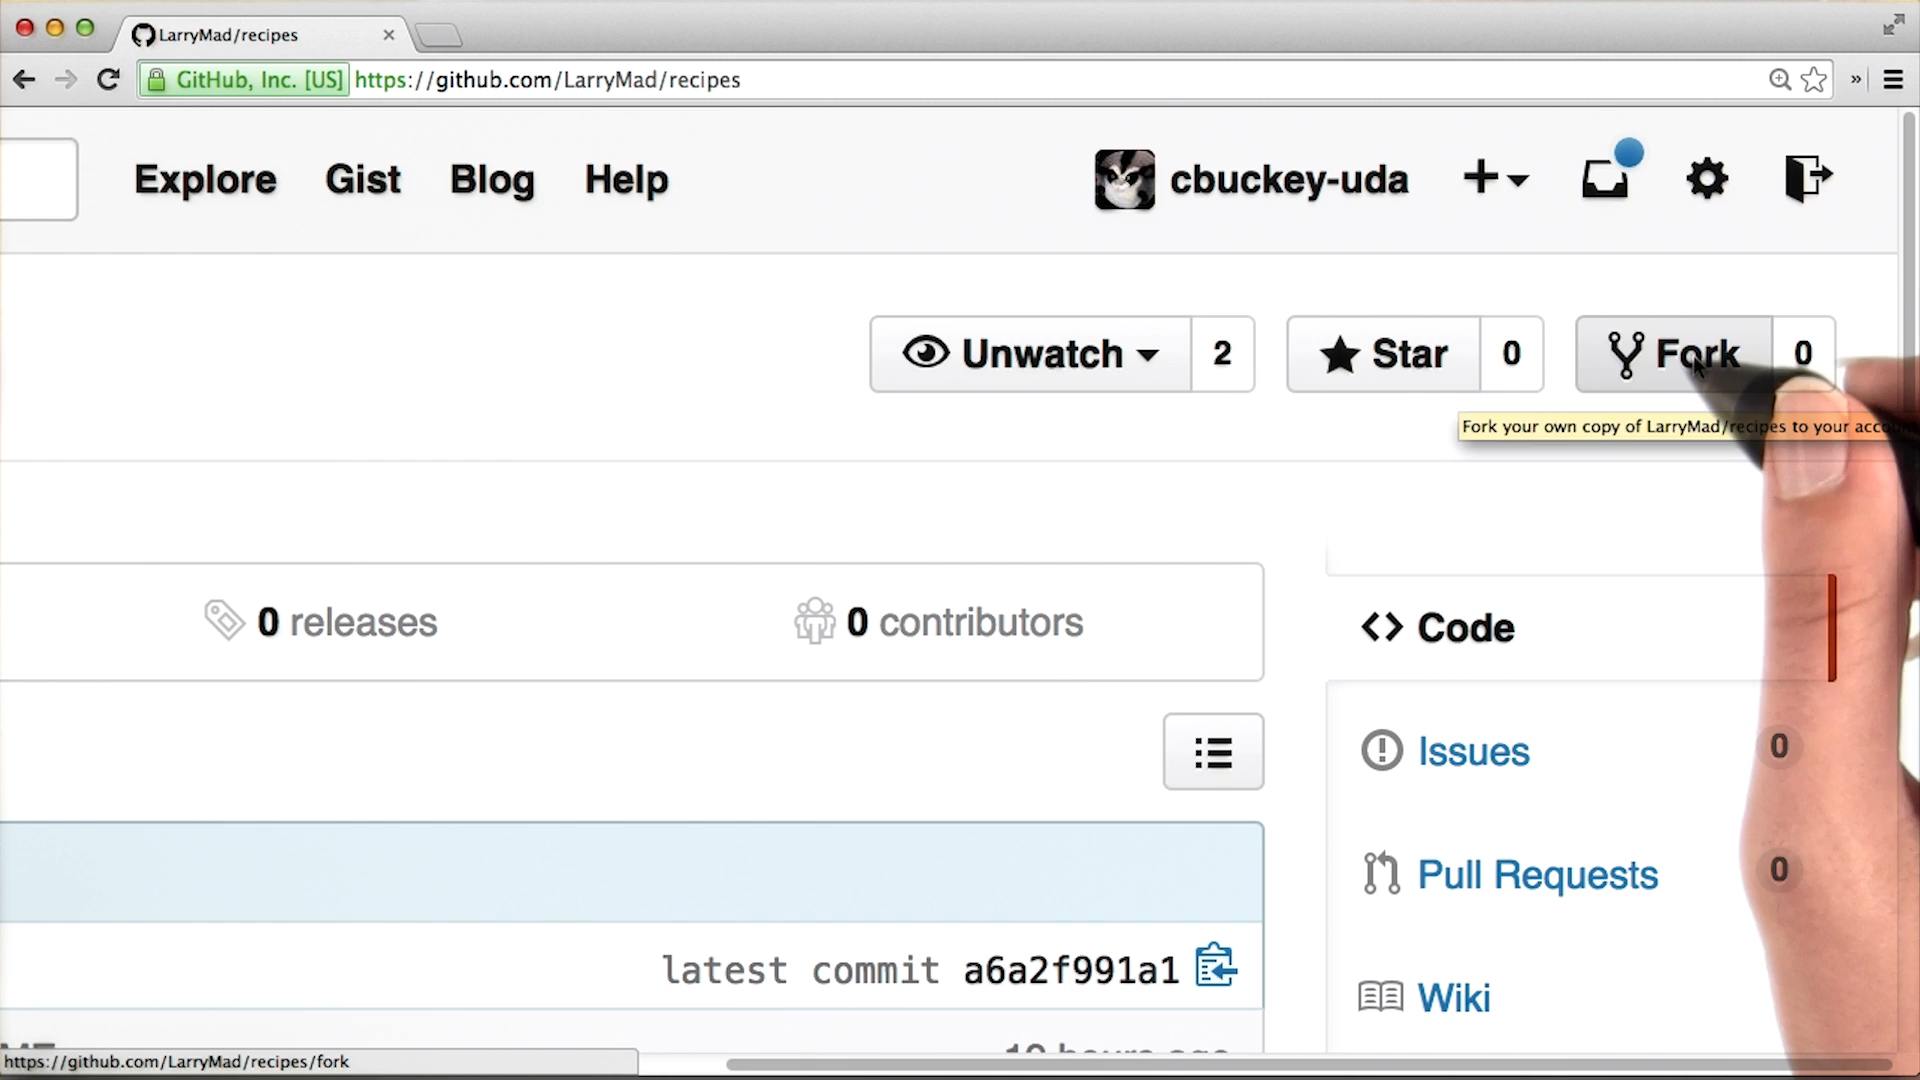 LarryMad/recipes
GitHub, Inc. [US] https://github.com/LarryMad/recipes
Explore Gist Blog Help cbuckey-uda
Unwatch 2 Star 0 Fork 0
Fork your own copy of LarryMad/recipes to your
0 releases 0 contributors
Code
Issues 0
Pull Requests 0
latest commit a6a2f991a1
Wiki
hours ago
https://github.com/LarryMad/recipes/fork